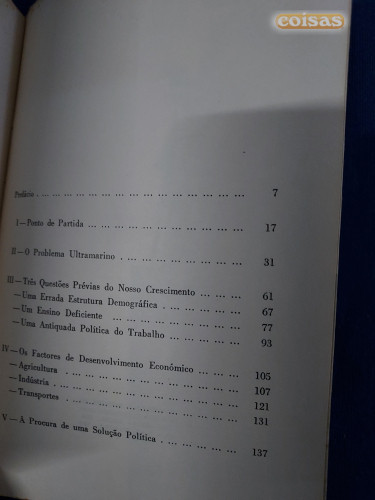 coisas
Prefácio . ... ... ... ... ... ... ... ... ... ... ... ... ... ... 7
I — Ponto de Partida ... ... ... ... ... ... ... ... ... ... ... 17
II — O Problema Ultramarino ... ... ... ... ... ... ... ... ... 31
III — Três Questões Prévias do Nosso Crescimento ... ... ... 61
— Uma Errada Estrutura Demográfica . ... ... ... ... ... 67
— Um Ensino Deficiente ... ... ... ... ... ... ... ... ... 77
— Uma Antiquada Política do Trabalho ... ... ... ... ... 93
IV — Os Factores de Desenvolvimento Económico ... ... ... 105
— Agricultura . ... ... ... ... ... ... ... ... ... ... ... 107
— Indústria . ... ... ... ... ... ... ... ... ... ... ... 121
— Transportes ... ... ... ... ... ... ... ... ... ... ... 131
V — À Procura de uma Solução Política . ... ... ... ... ... 137